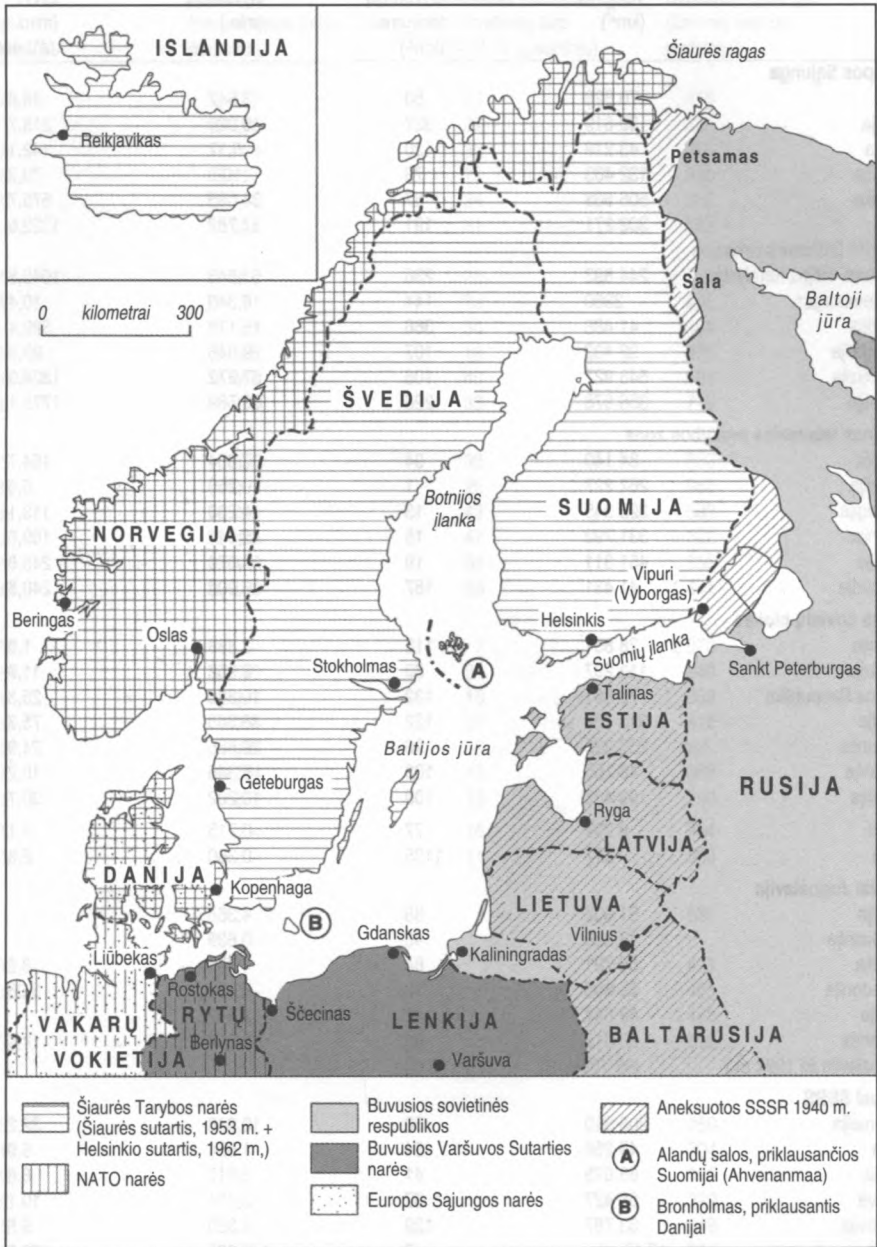 ISLANDIJA
Reikjavikas
Šiaurės ragas
Petsamas
Sala
Baltoji
jūra
0 kilometrai 300
ŠVEDIJA
Botnijos
įlanka
SUOMIJA
NORVEGIJA
Vipuri
(Vyborgas)
Beringas
Helsinkis
Oslas
Suomių įlanka
Stokholmas
A
Sankt Peterburgas
Talinas
ESTIJA
Baltijos jūra
RUSIJA
Geteburgas
Ryga
LATVIJA
DANIJA
Kopenhaga
LIETUVA
B
Gdanskas
Vilnius
Kaliningradas
Liūbekas
Rostokas
Ščecinas
VAKARŲ
RYTŲ
LENKIJA
BALTARUSIJA
VOKIETIJA
Berlynas
Varšuva
Šiaurės Tarybos narės
(Šiaurės sutartis, 1953 m. +
Helsinkio sutartis, 1962 m,)
NATO narės
Buvusios sovietinės
respublikos
Buvusios Varšuvos Sutarties
narės
Europos Sąjungos narės
Aneksuotos SSSR 1940 m.
A Alandų salos, priklausančios
Suomijai (Ahvenanmaa)
B Bronholmas, priklausantis
Danijai